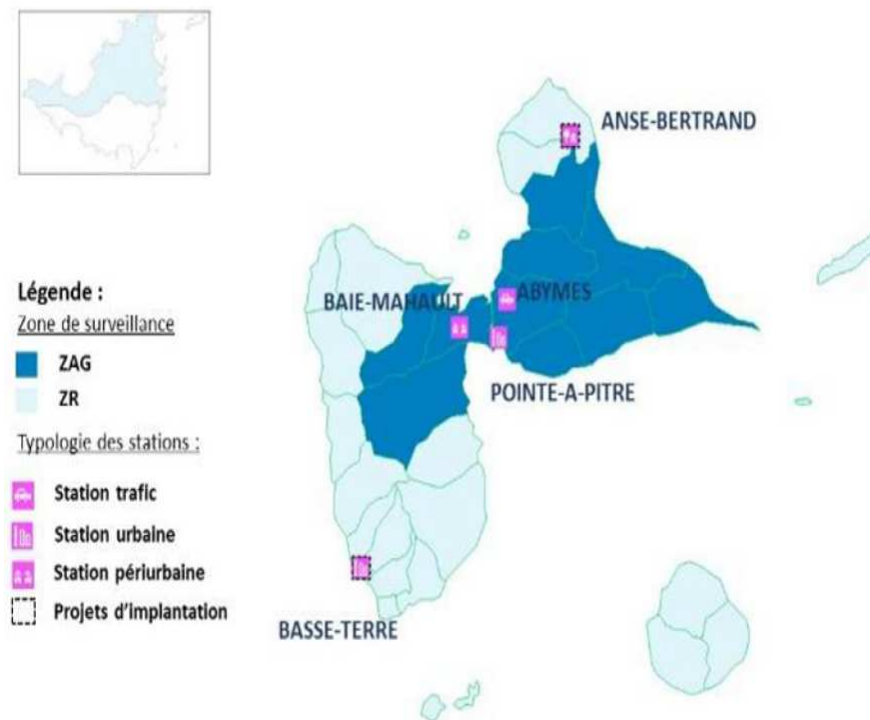 ANSE-BERTRAND
Légende :
Zone de surveillance
ZAG
ZR
Typologie des stations :
Station trafic
Station urbaine
Station périurbaine
Projets d'implantation
BAIE-MAHAULT
ABYMES
POINTE-A-PITRE
BASSE-TERRE